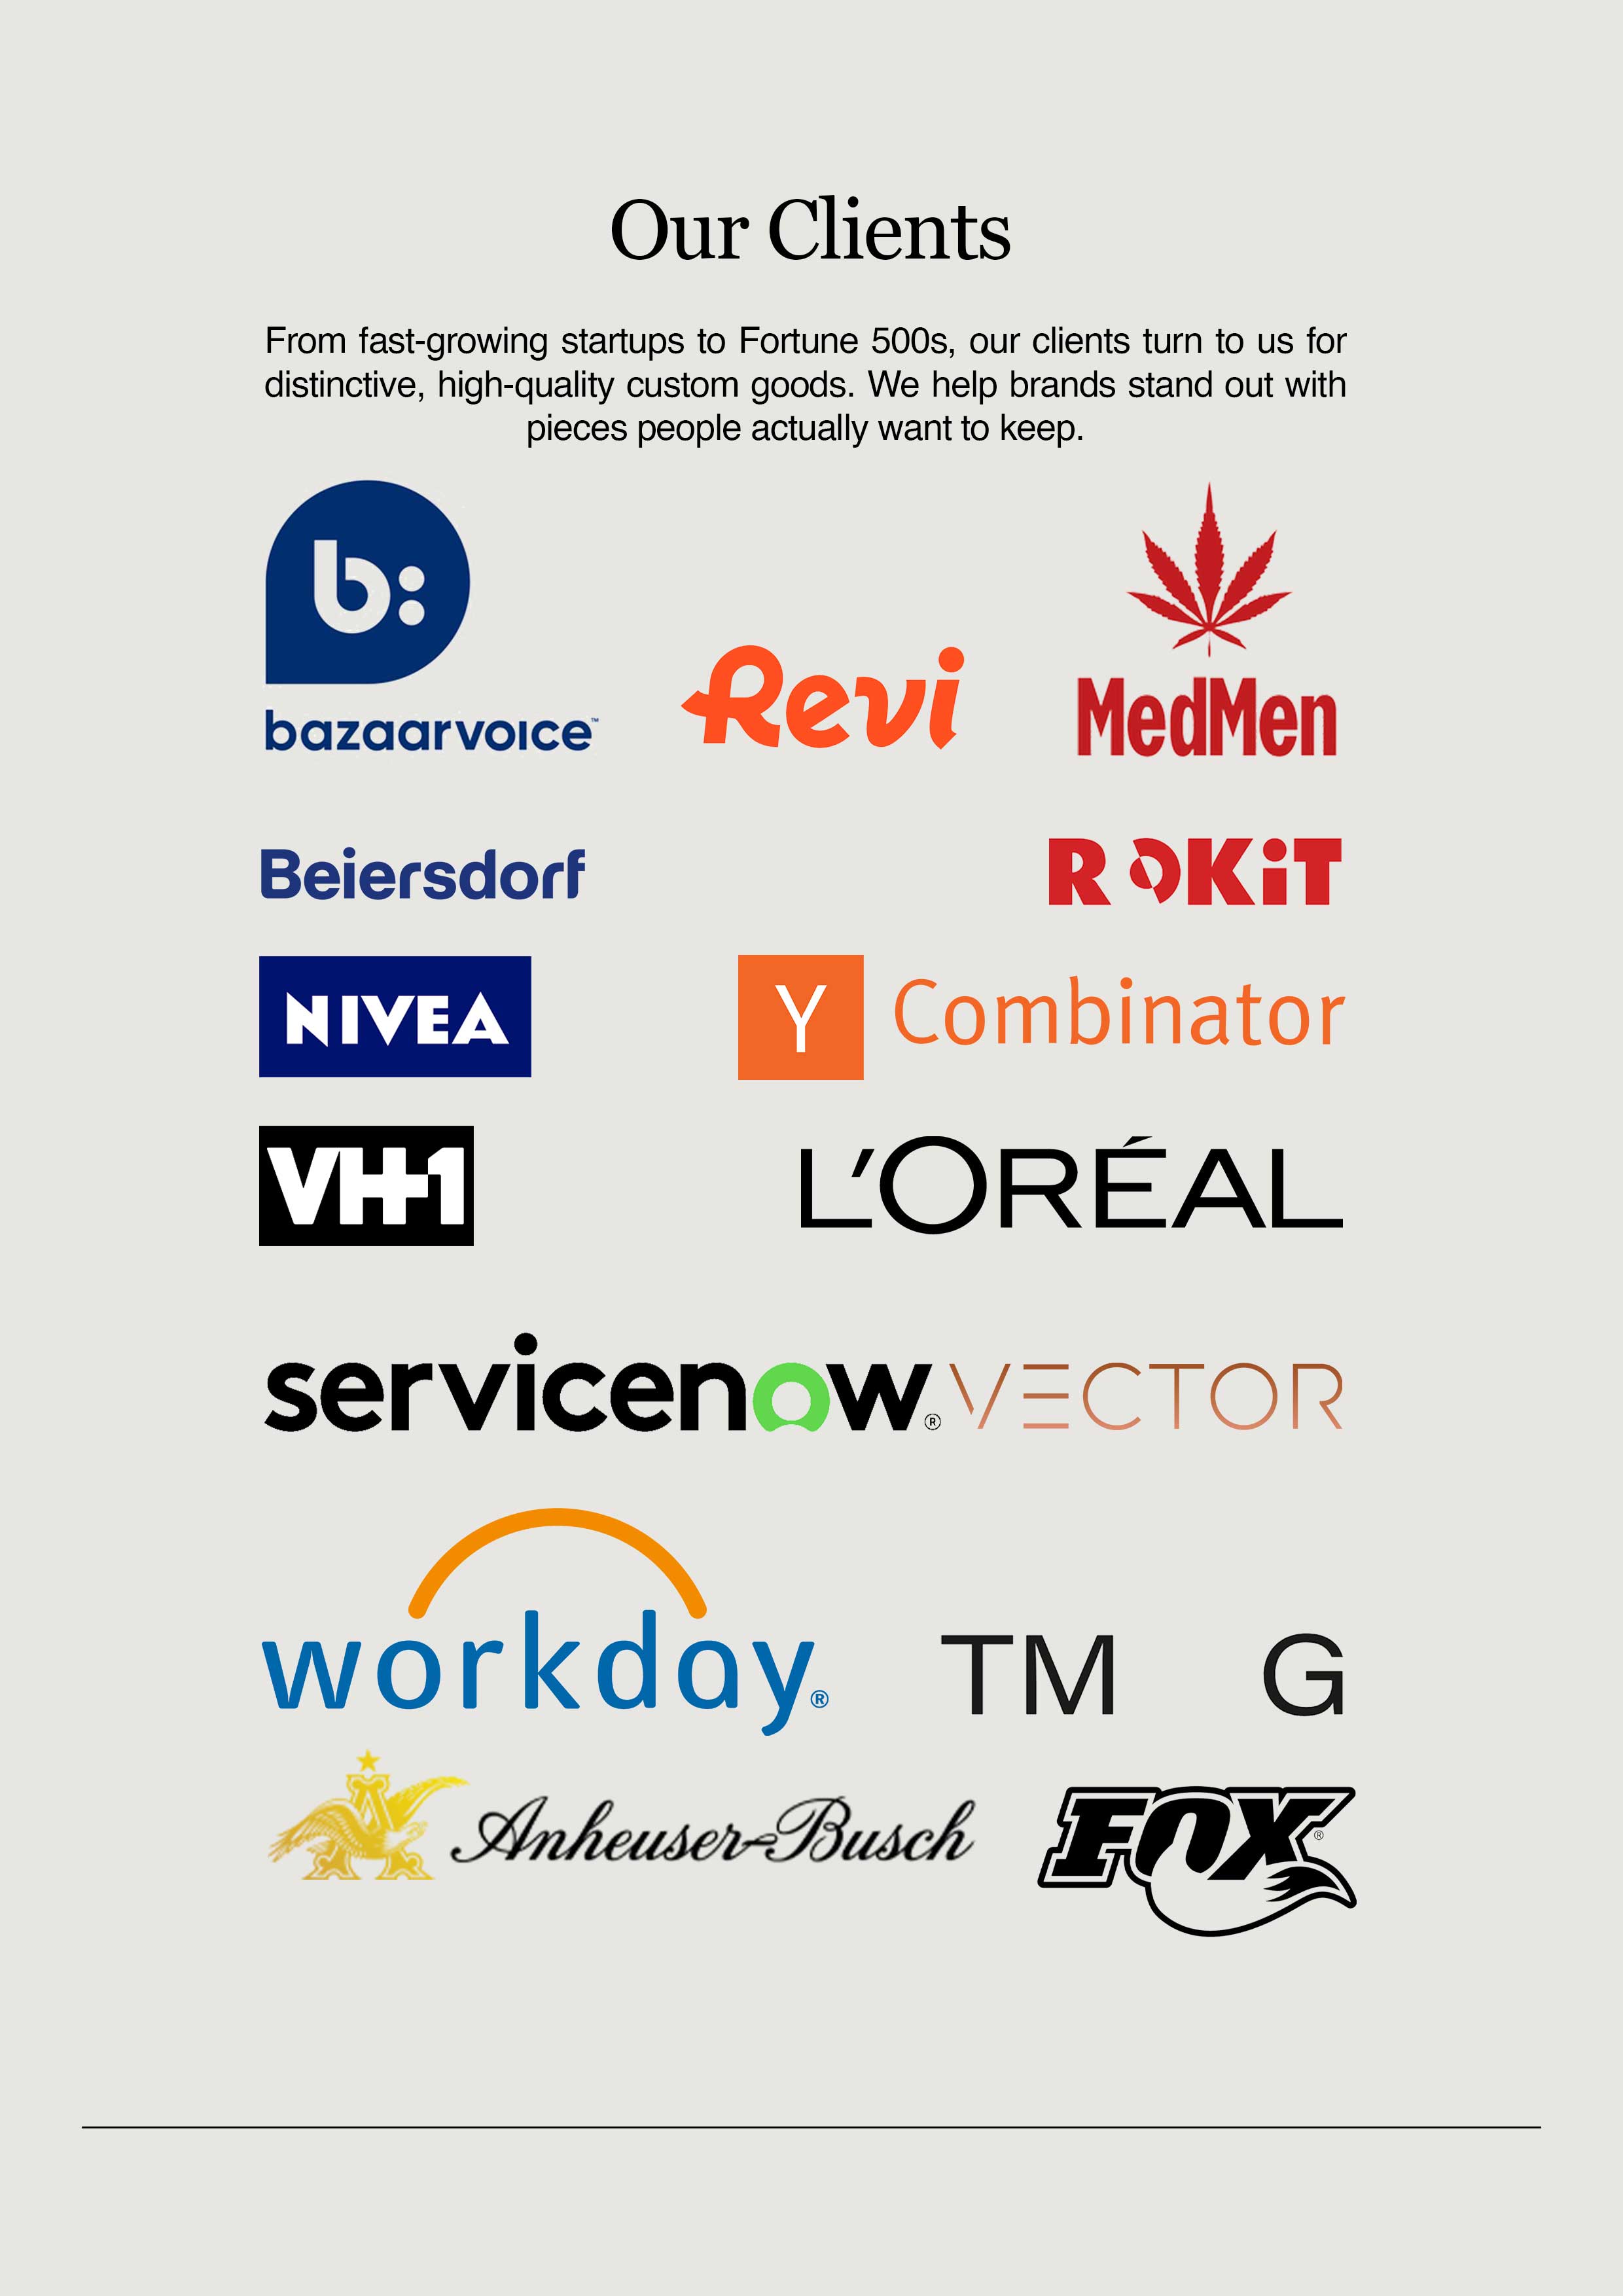 Our Clients
From fast-growing startups to Fortune 500s, our clients turn to us for
distinctive, high-quality custom goods. We help brands stand out with
pieces people actually want to keep.
b:
bazaarvoice™
Revi
MedMen
Beiersdorf
ROKiT
NIVEA
Y Combinator
VH1
L'ORÉAL
servicenow®
VECTOR
workday®
TM G
A Anheuser-Busch
FOX®